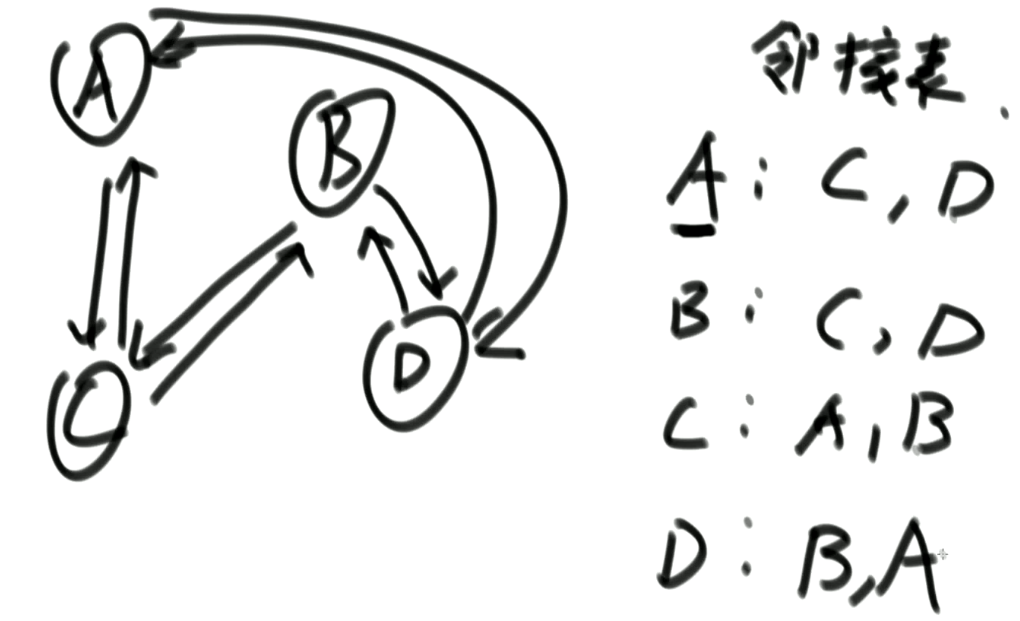 A
B
C
D
邻接表.
A: C, D
B: C, D
C: A, B
D: B, A